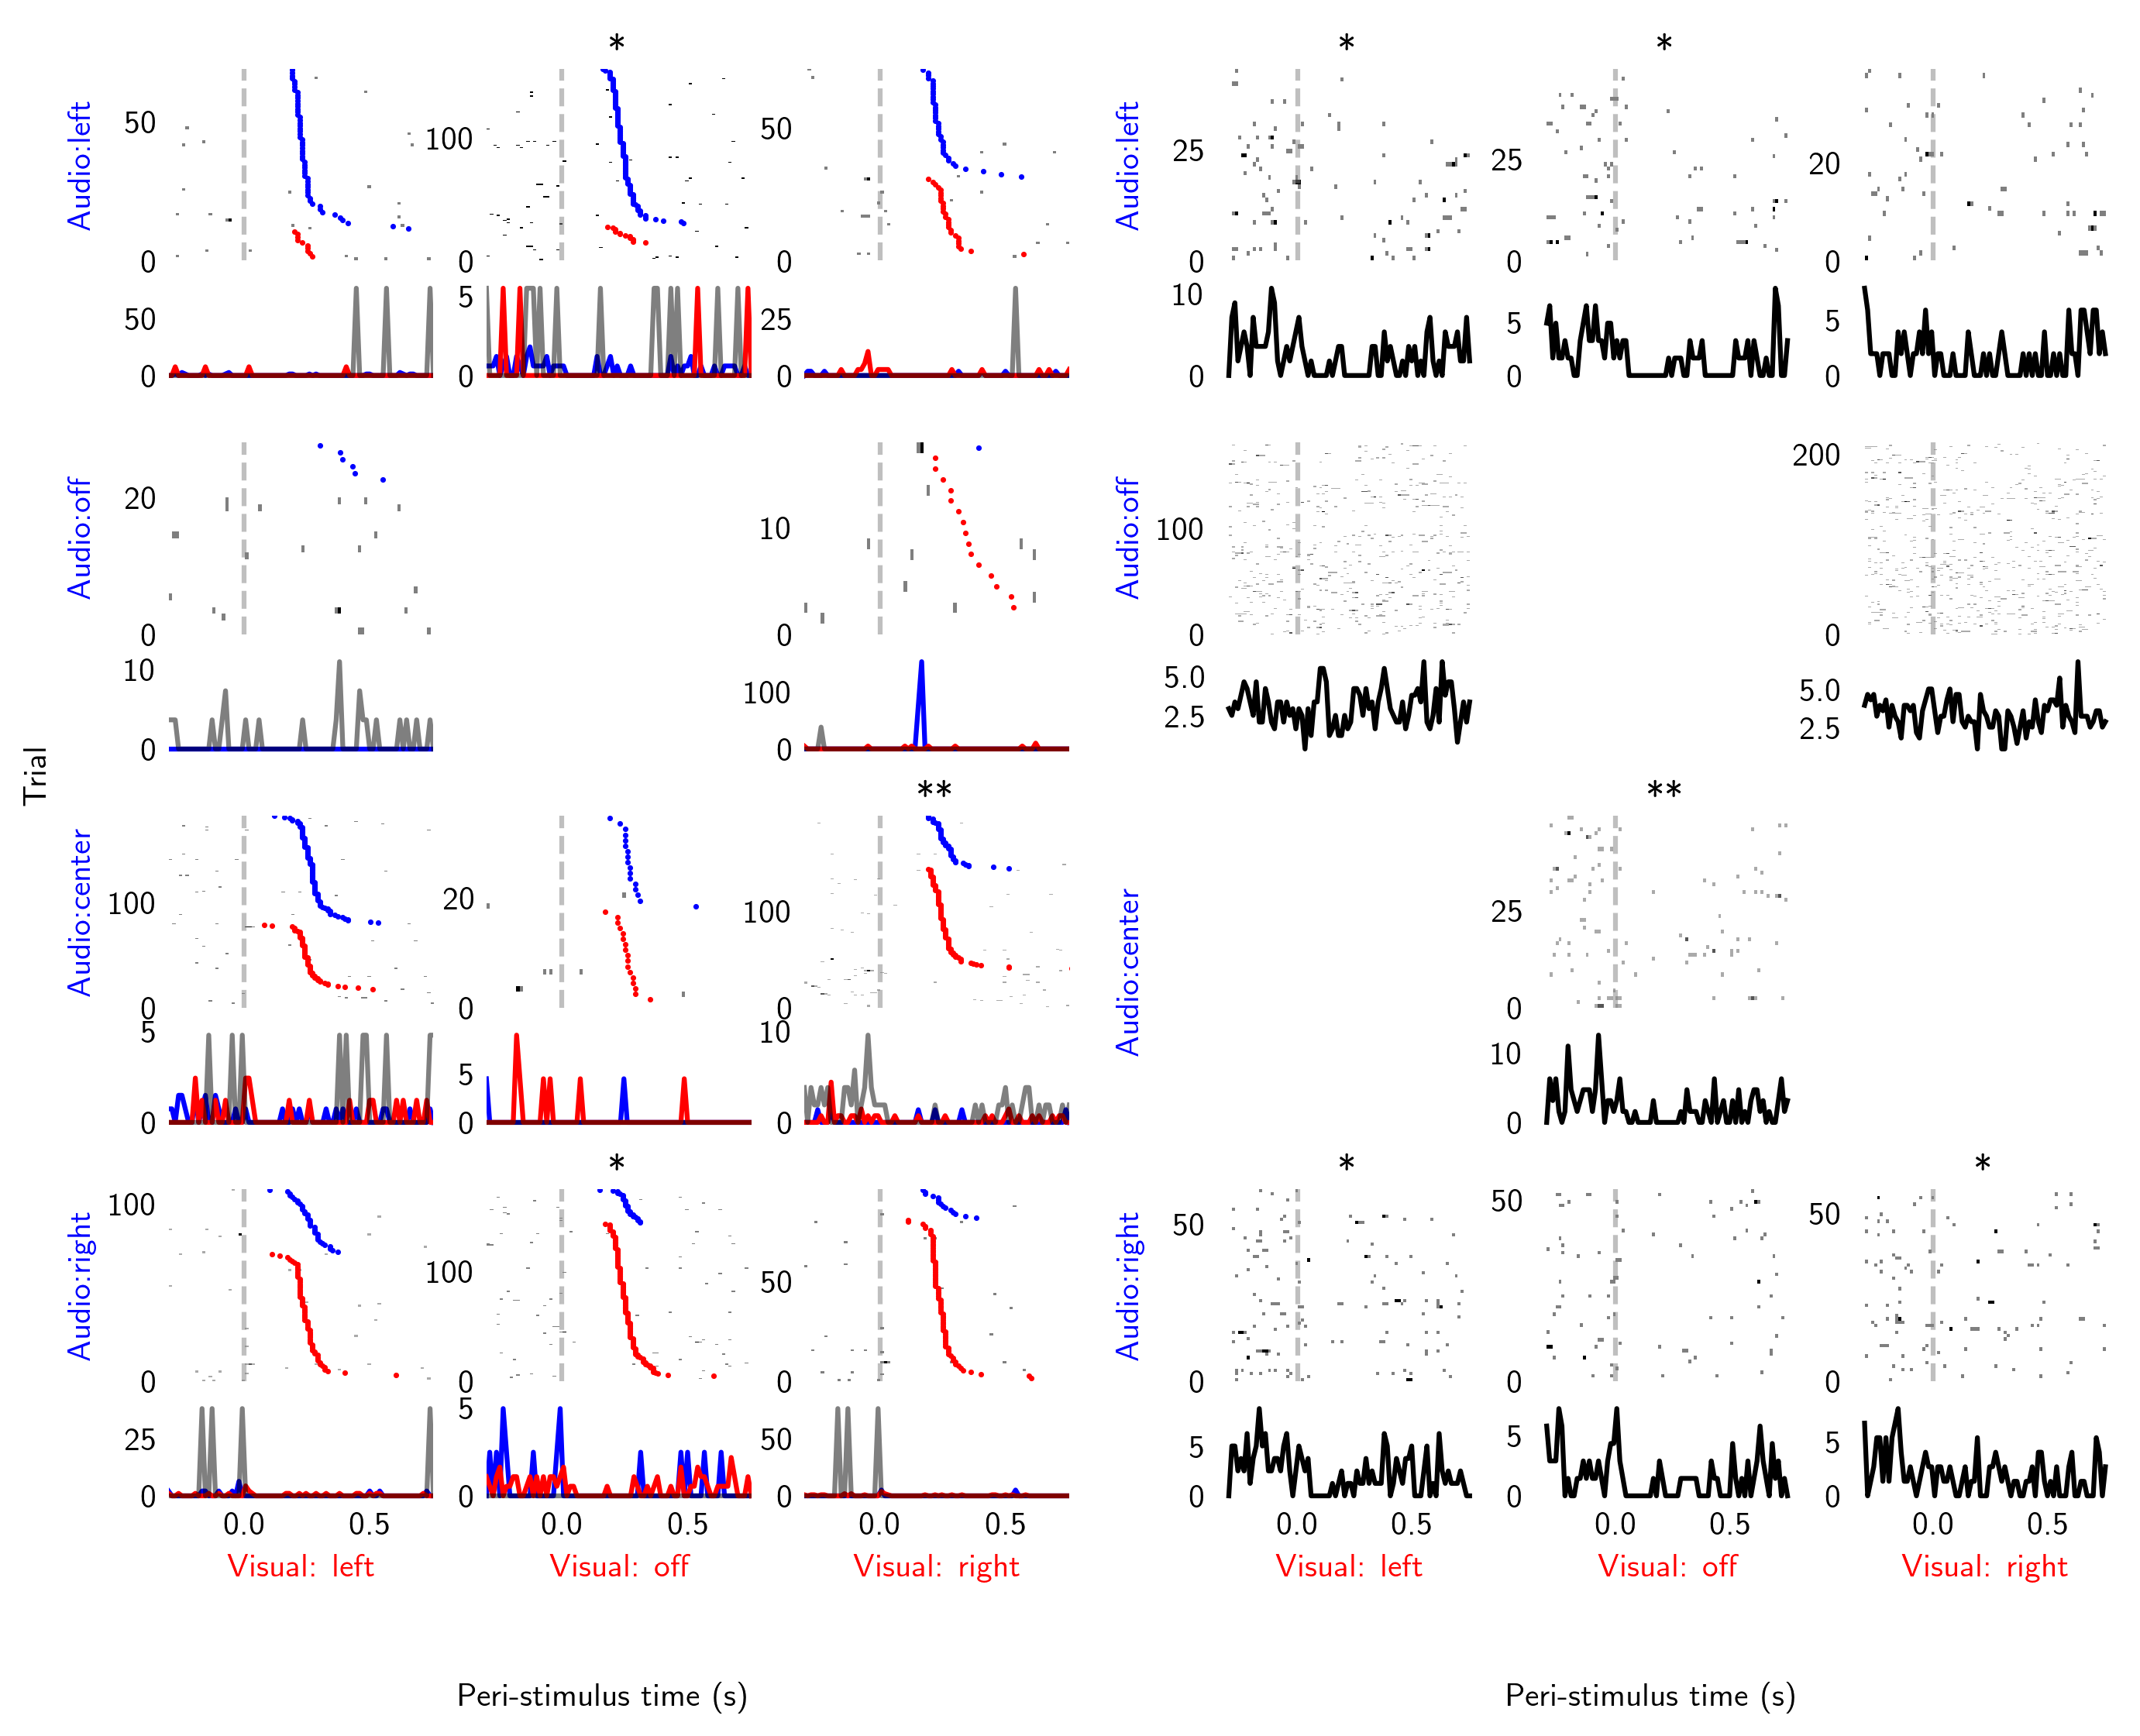 * * *
Audio:left Audio:left
50 100 50 25 25 20
0 0 0 0 0 0
50 5 25 10 5 5
0 0 0 0 0 0
Audio:off Audio:off
20 10 100 200
0 0 0 0
10 100 5.0 2.5 5.0 2.5
0 0
Trial
** **
Audio:center Audio:center
100 20 100 25
0 0 0 0
5 5 10 10
0 0 0 0
* * *
Audio:right Audio:right
100 100 50 50 50 50
0 0 0 0 0 0
25 5 50 5 5 5
0 0 0 0 0 0
0.0 0.5 0.0 0.5 0.0 0.5 0.0 0.5 0.0 0.5 0.0 0.5
Visual: left Visual: off Visual: right Visual: left Visual: off Visual: right
Peri-stimulus time (s) Peri-stimulus time (s)